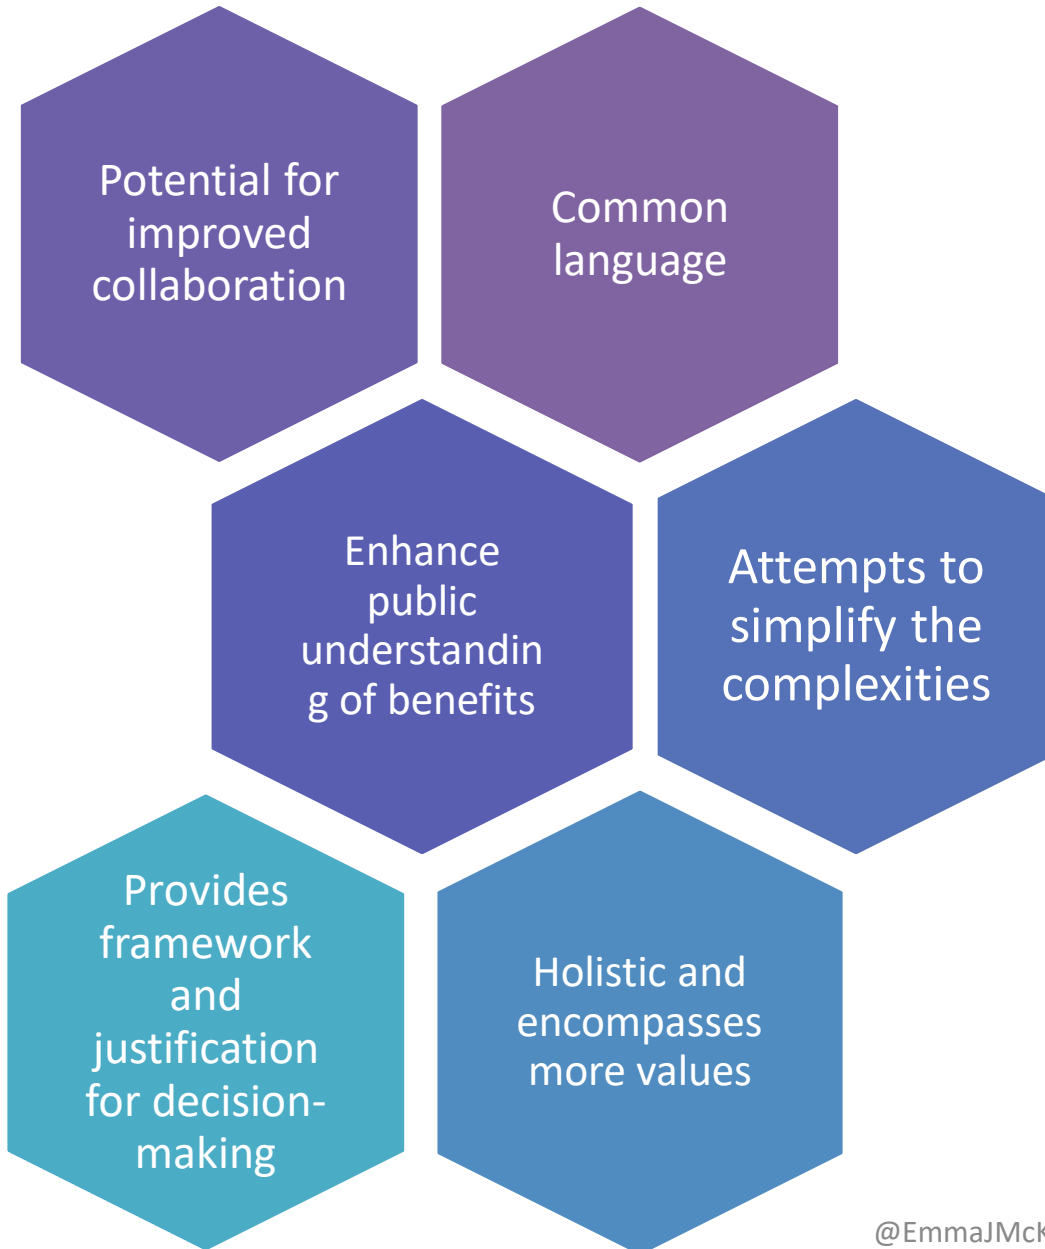 Potential for
improved
collaboration
Common
language
Enhance
public
understandin
g of benefits
Attempts to
simplify the
complexities
Provides
framework
and
justification
for decision-
making
Holistic and
encompasses
more values
@EmmaJMcK